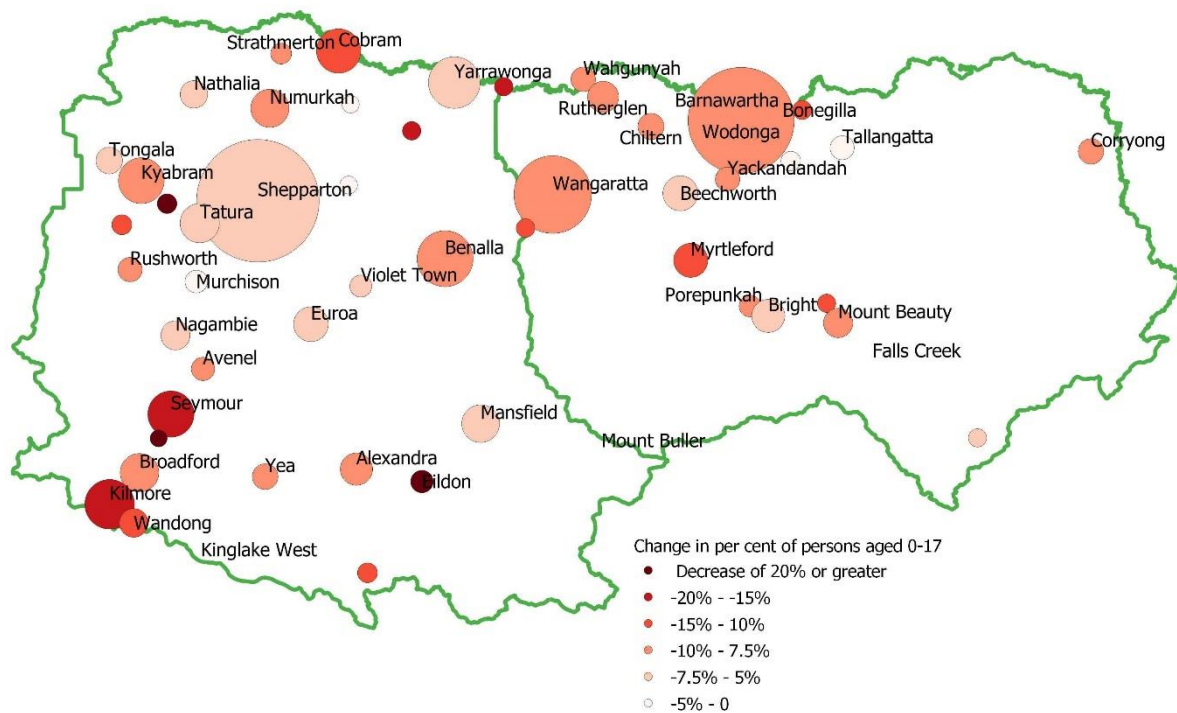 Strathmerton
Cobram
Nathalia
Numurkah
Yarrawonga
Wahgunyah
Rutherglen
Chiltern
Barnawartha
Bonegilla
Wodonga
Tallangatta
Corryong
Yackandandah
Beechworth
Tongala
Kyabram
Shepparton
Wangaratta
Tatura
Benalla
Myrtleford
Rushworth
Murchison
Violet Town
Porepunkah
Bright
Mount Beauty
Nagambie
Euroa
Falls Creek
Avenel
Seymour
Mansfield
Mount Buller
Broadford
Yea
Alexandra
Eildon
Kilmore
Wandong
Kinglake West
Change in per cent of persons aged 0-17
Decrease of 20% or greater
-20% - -15%
-15% - 10%
-10% - 7.5%
-7.5% - 5%
-5% - 0